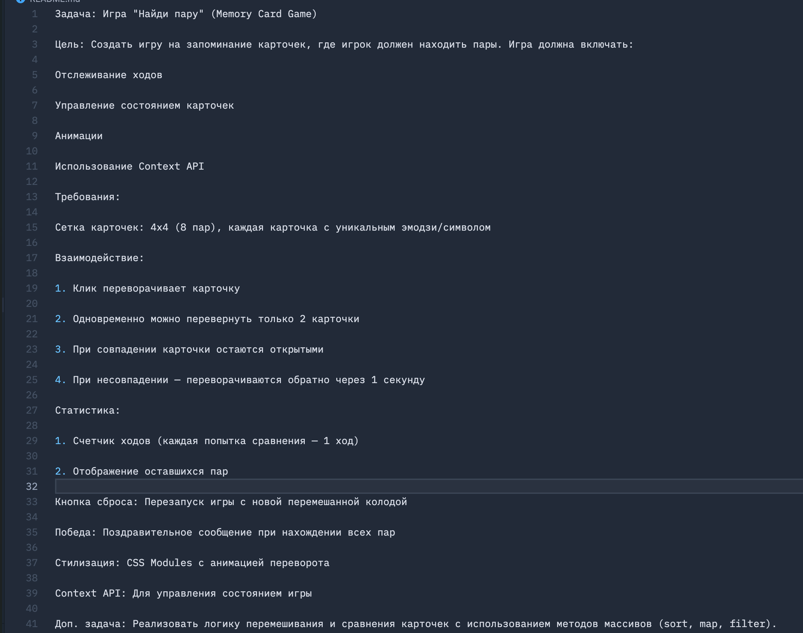 README.md
1 Задача: Игра "Найди пару" (Memory Card Game)
2
3 Цель: Создать игру на запоминание карточек, где игрок должен находить пары. Игра должна включать:
4
5 Отслеживание ходов
6
7 Управление состоянием карточек
8
9 Анимации
10
11 Использование Context API
12
13 Требования:
14
15 Сетка карточек: 4x4 (8 пар), каждая карточка с уникальным эмодзи/символом
16
17 Взаимодействие:
18
19 1. Клик переворачивает карточку
20
21 2. Одновременно можно перевернуть только 2 карточки
22
23 3. При совпадении карточки остаются открытыми
24
25 4. При несовпадении — переворачиваются обратно через 1 секунду
26
27 Статистика:
28
29 1. Счетчик ходов (каждая попытка сравнения — 1 ход)
30
31 2. Отображение оставшихся пар
32
33 Кнопка сброса: Перезапуск игры с новой перемешанной колодой
34
35 Победа: Поздравительное сообщение при нахождении всех пар
36
37 Стилизация: CSS Modules с анимацией переворота
38
39 Context API: Для управления состоянием игры
40
41 Доп. задача: Реализовать логику перемешивания и сравнения карточек с использованием методов массивов (sort, map, filter).